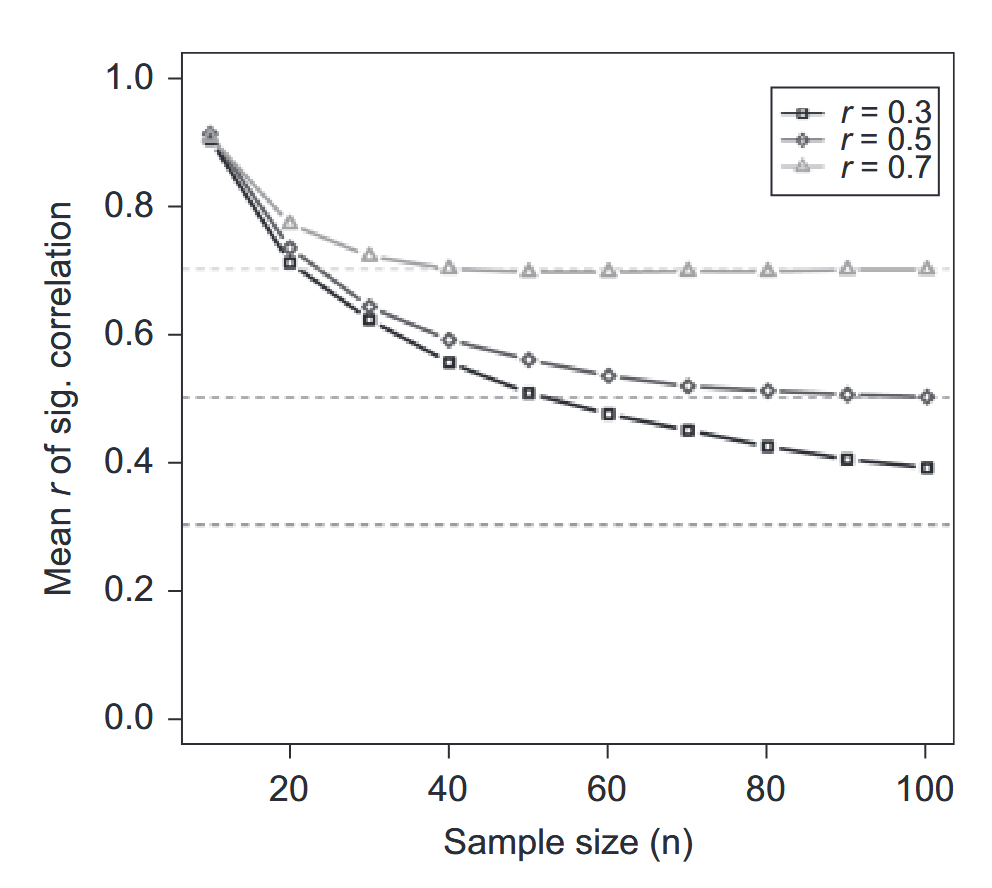 1.0
0.8
0.6
0.4
0.2
0.0
Mean r of sig. correlation
r = 0.3
r = 0.5
r = 0.7
20 40 60 80 100
Sample size (n)